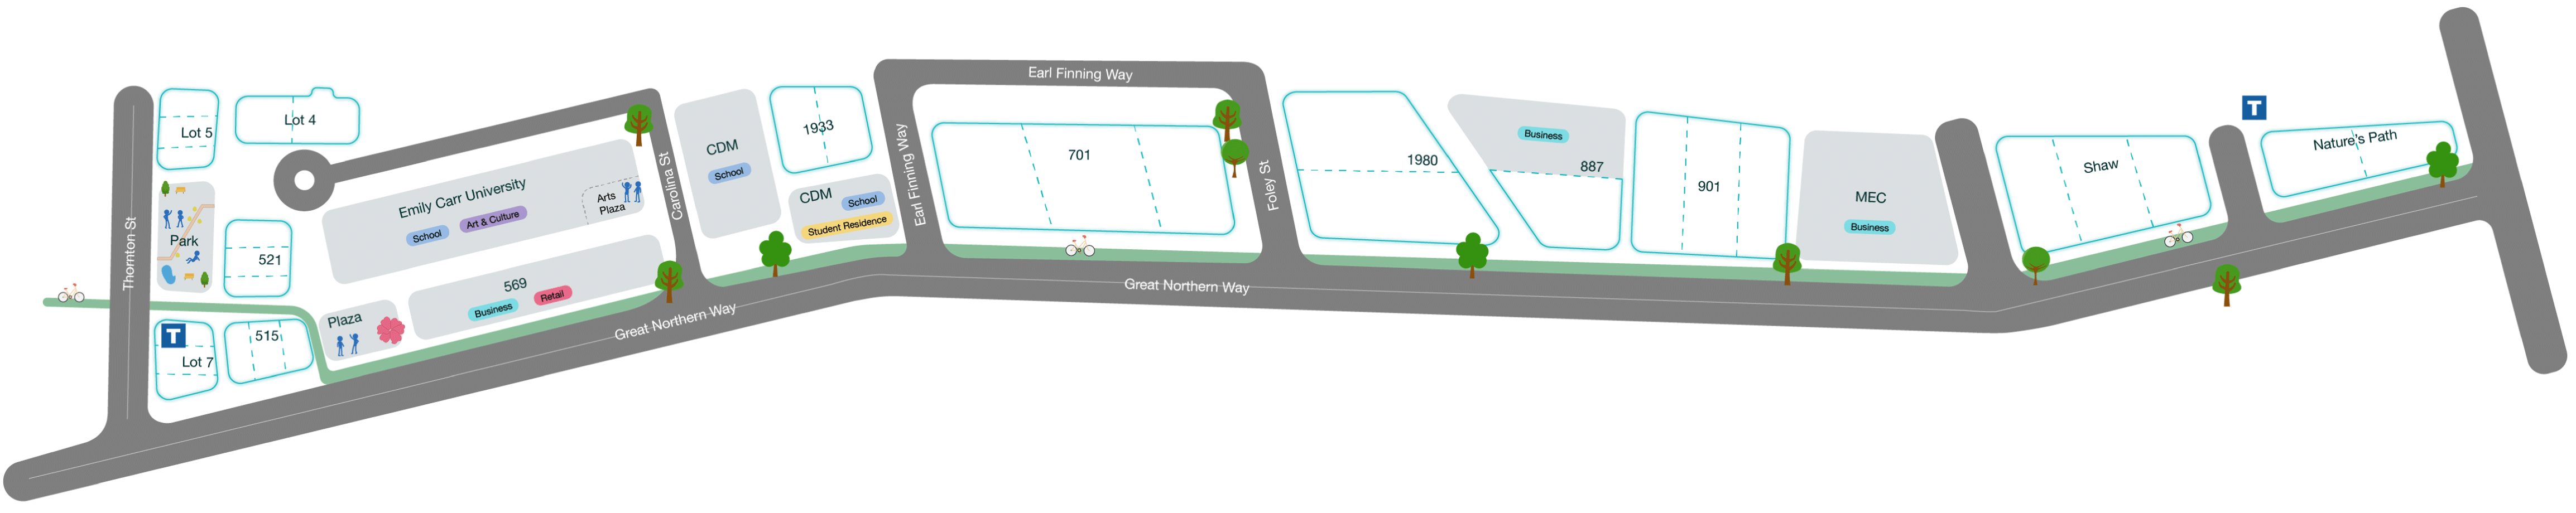 Thornton St
Lot 5
Lot 4
Park
521
T
Lot 7
515
Plaza
Emily Carr University
School
Art & Culture
Arts
Plaza
569
Business
Retail
Carolina St
Great Northern Way
CDM
School
1933
CDM
School
Student Residence
Earl Finning Way
Earl Finning Way
701
Foley St
Great Northern Way
1980
Business
887
901
MEC
Business
Shaw
T
Nature's Path